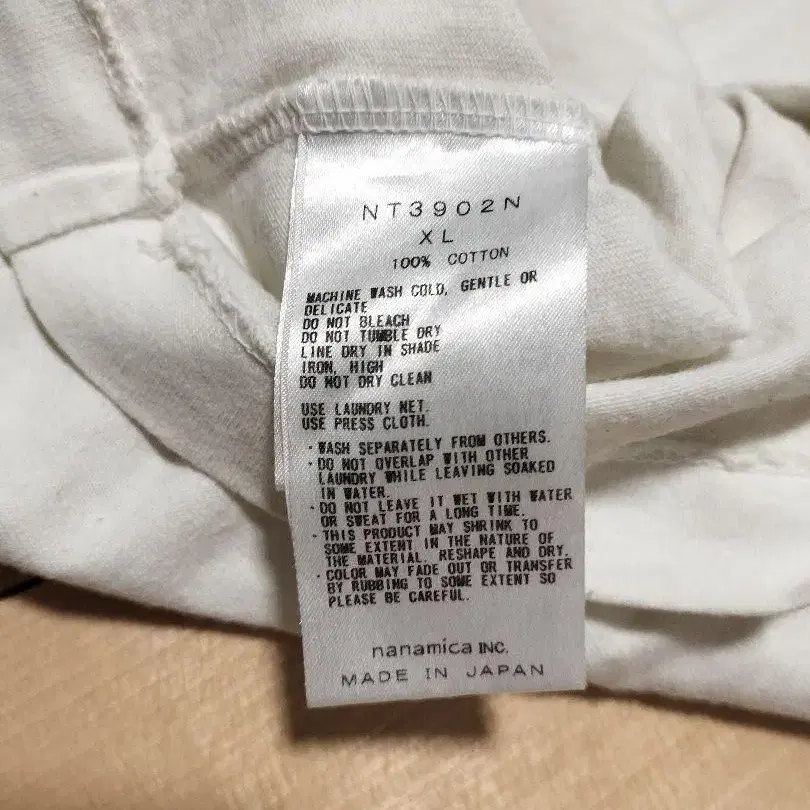 NT3902N
XL
100% COTTON
MACHINE WASH COLD, GENTLE OR
DELICATE
DO NOT BLEACH
DO NOT TUMBLE DRY
LINE DRY IN SHADE
IRON, HIGH
DO NOT DRY CLEAN
USE LAUNDRY NET.
USE PRESS CLOTH.
・WASH SEPARATELY FROM OTHERS.
・DO NOT OVERLAP WITH OTHER
LAUNDRY WHILE LEAVING SOAKED
IN WATER.
・DO NOT LEAVE IT WET WITH WATER
OR SWEAT FOR A LONG TIME.
・THIS PRODUCT MAY SHRINK TO
SOME EXTENT IN THE NATURE OF
THE MATERIAL. RESHAPE AND DRY.
・COLOR MAY FADE OUT OR TRANSFER
BY RUBBING TO SOME EXTENT SO
PLEASE BE CAREFUL.
nanamica INC.
MADE IN JAPAN